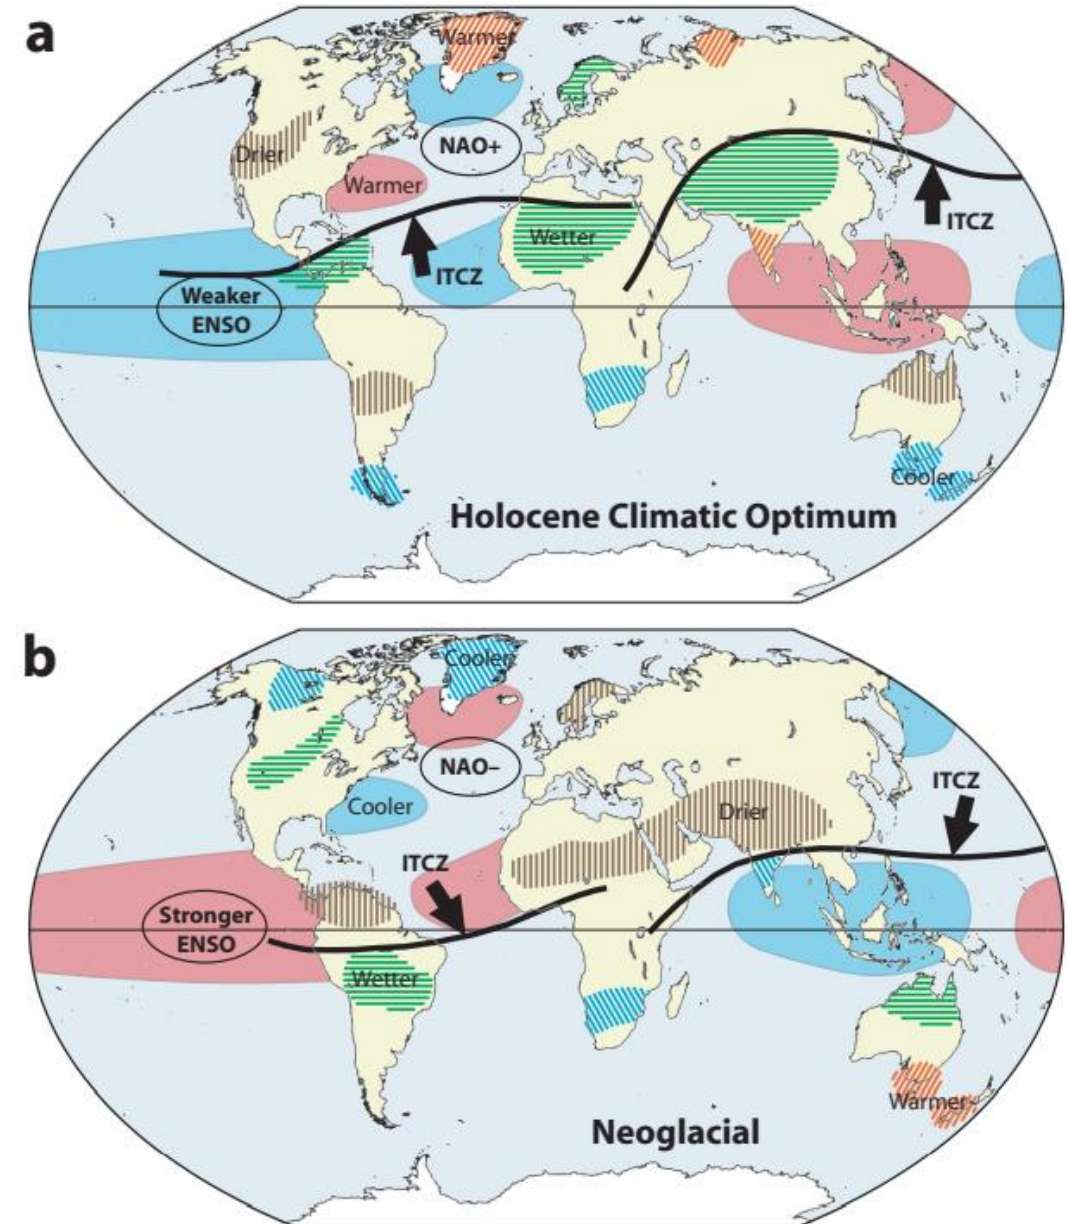 a
Warmer
NAO+
Drier
Warmer
ITCZ
Wetter
ITCZ
Weaker
ENSO
Cooler
Holocene Climatic Optimum
b
Cooler
NAO–
Cooler
Drier
ITCZ
ITCZ
Stronger
ENSO
Wetter
Warmer
Neoglacial